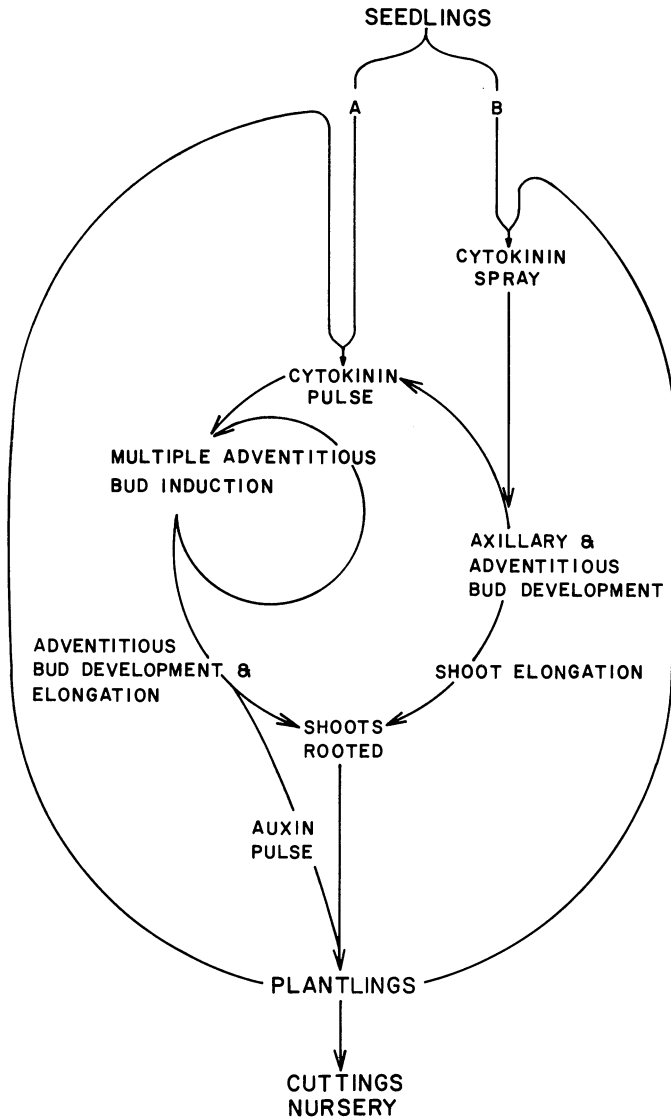 SEEDLINGS
A
B
CYTOKININ
SPRAY
CYTOKININ
PULSE
MULTIPLE ADVENTITIOUS
BUD INDUCTION
AXILLARY &
ADVENTITIOUS
BUD DEVELOPMENT
ADVENTITIOUS
BUD DEVELOPMENT &
ELONGATION
SHOOT ELONGATION
SHOOTS
ROOTED
AUXIN
PULSE
PLANTLINGS
CUTTINGS
NURSERY